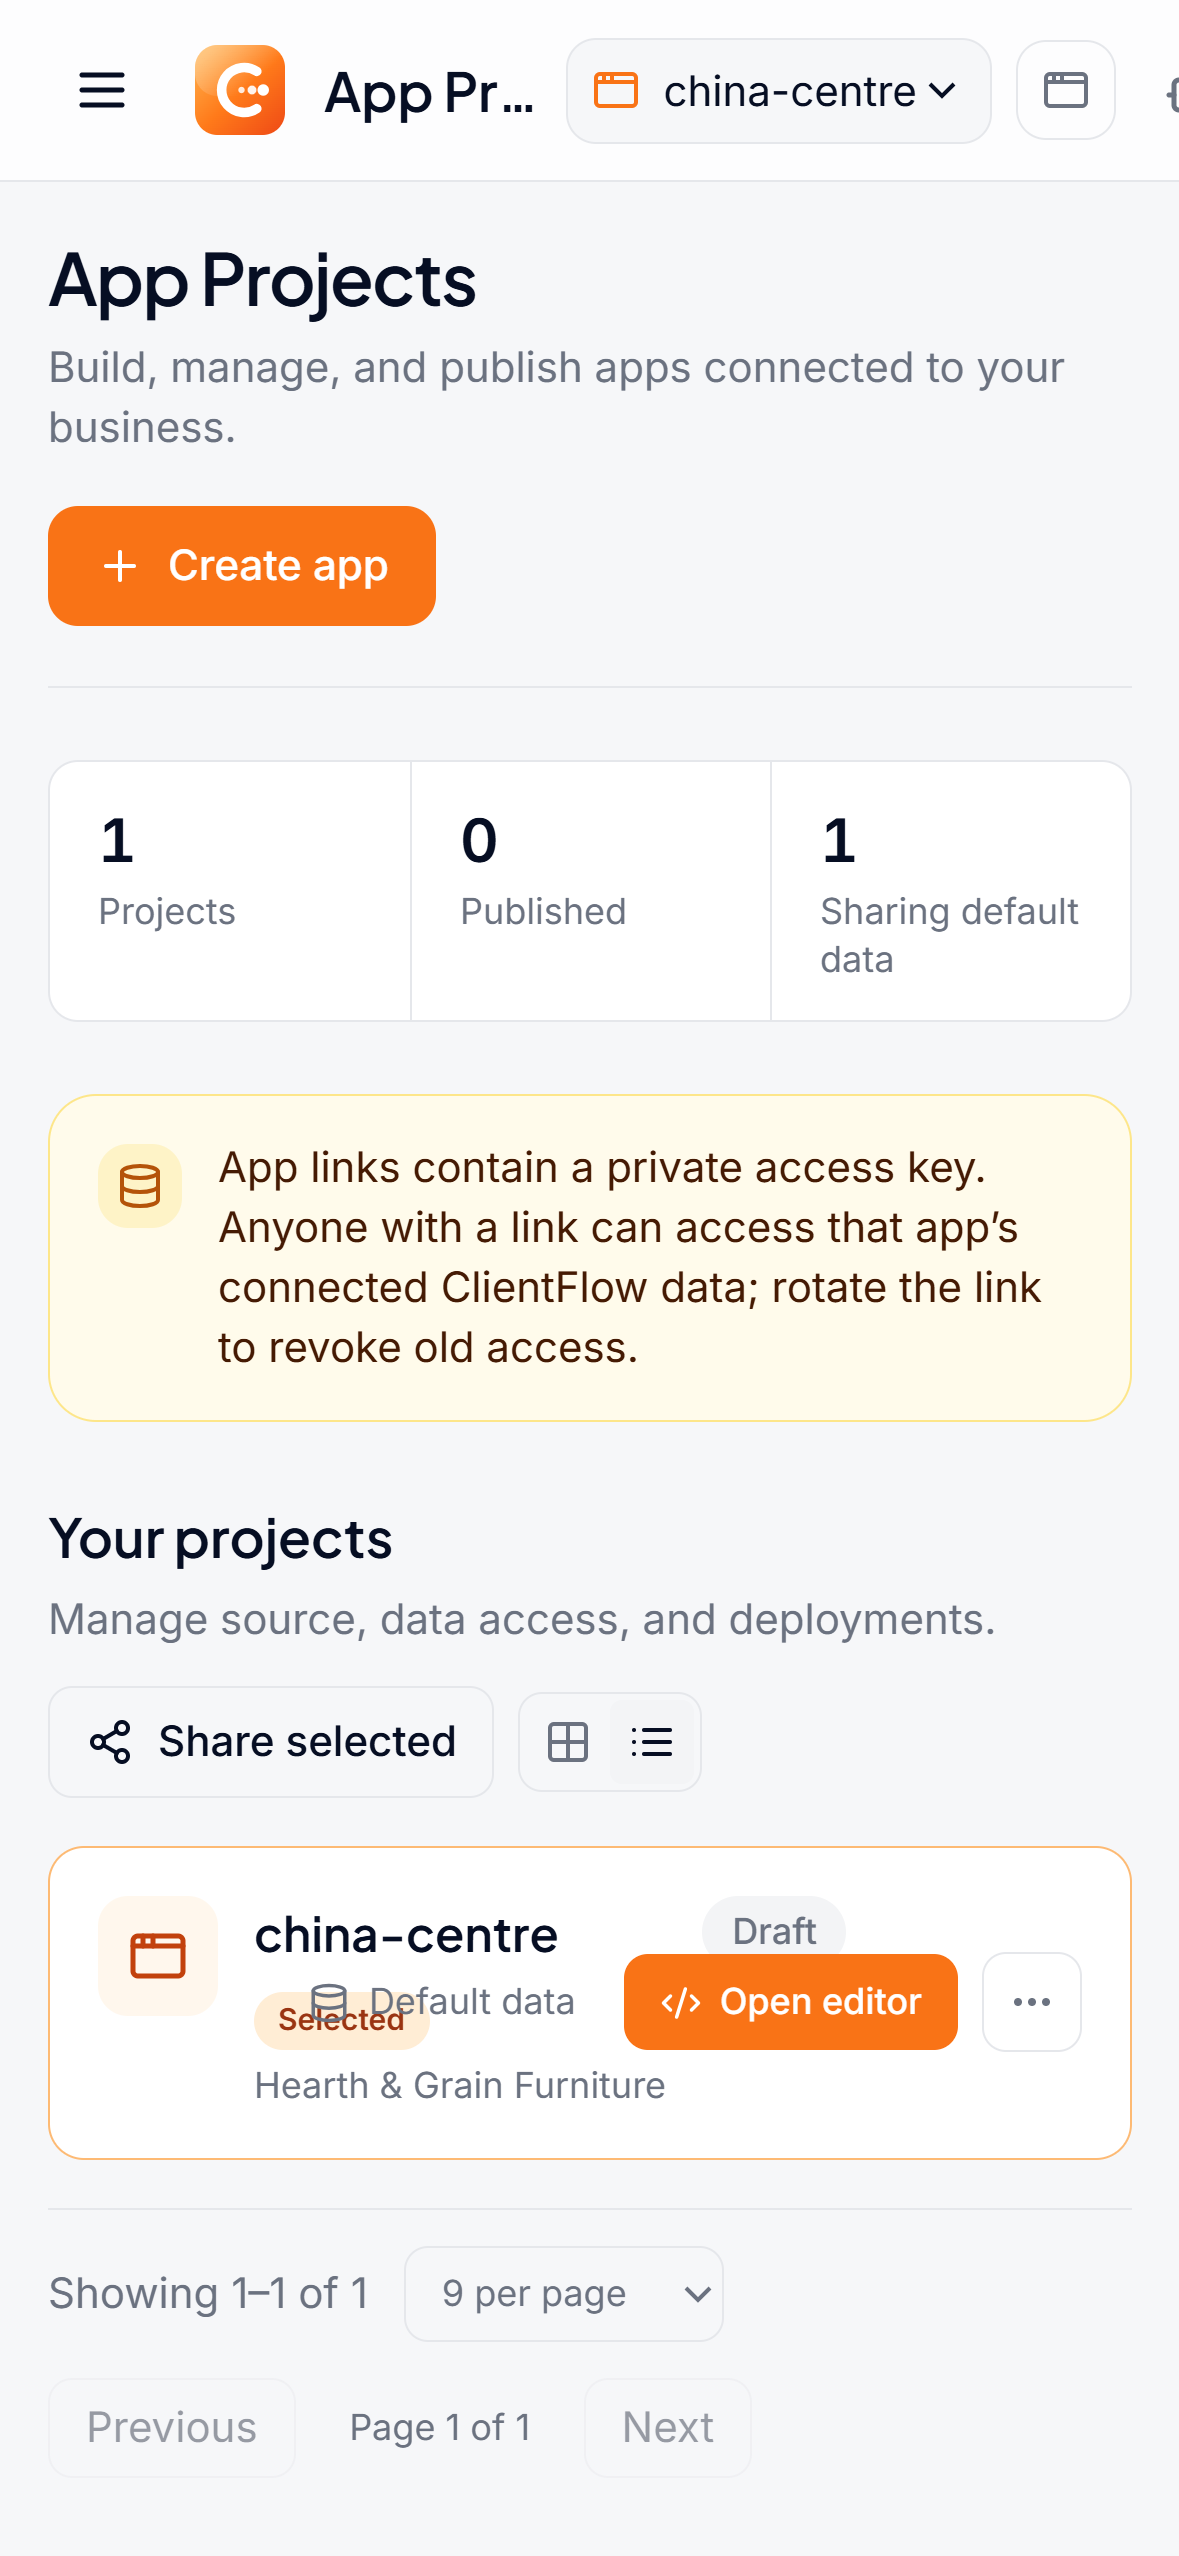 App Pr...
china-centre
App Projects
Build, manage, and publish apps connected to your
business.
Create app
1
Projects
0
Published
1
Sharing default
data
App links contain a private access key.
Anyone with a link can access that app’s
connected ClientFlow data; rotate the link
to revoke old access.
Your projects
Manage source, data access, and deployments.
Share selected
china-centre
Draft
Selected
Default data
Open editor
Hearth & Grain Furniture
Showing 1–1 of 1
9 per page
Previous
Page 1 of 1
Next